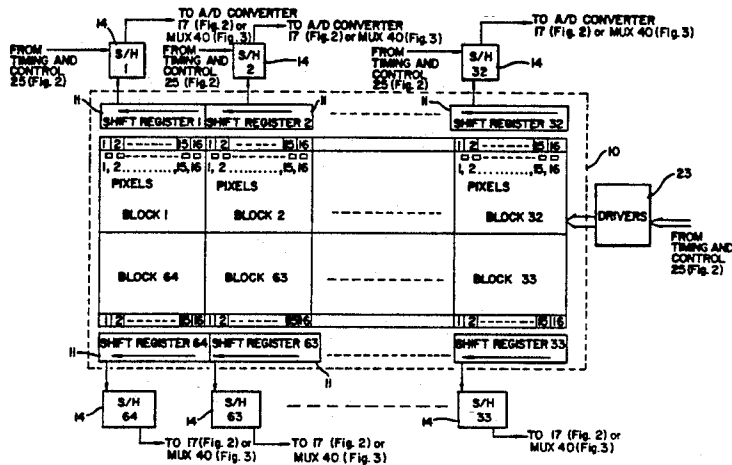 TO A/D CONVERTER
17 (Fig. 2) or
MUX 40 (Fig. 3)
TO A/D CONVERTER
17 (Fig. 2) or MUX 40 (Fig. 3)
TO A/D CONVERTER
17 (Fig. 2) or MUX 40 (Fig. 3)
14
14
14
FROM
TIMING AND
CONTROL
25 (Fig. 2)
S/H
1
FROM
TIMING AND
CONTROL
25 (Fig. 2)
S/H
2
FROM
TIMING AND
CONTROL
25 (Fig. 2)
S/H
32
11
11
11
SHIFT REGISTER 1
SHIFT REGISTER 2
SHIFT REGISTER 32
10
1 2 ------- 15 16
1 2 ------- 15 16
1 2 ------- 15 16
1, 2 .........., 15, 16
1, 2 .........., 15, 16
1, 2 .........., 15, 16
PIXELS
PIXELS
PIXELS
BLOCK 1
BLOCK 2
BLOCK 32
23
DRIVERS
FROM
TIMING AND
CONTROL
25 (Fig. 2)
BLOCK 64
BLOCK 63
BLOCK 33
1 2 ------- 15 16
1 2 ------- 15 16
1 2 ------- 15 16
SHIFT REGISTER 64
SHIFT REGISTER 63
SHIFT REGISTER 33
11
11
14
S/H
64
14
S/H
63
14
S/H
33
TO 17 (Fig. 2) or
MUX 40 (Fig. 3)
TO 17 (Fig. 2) or
MUX 40 (Fig. 3)
TO 17 (Fig. 2) or
MUX 40 (Fig. 3)